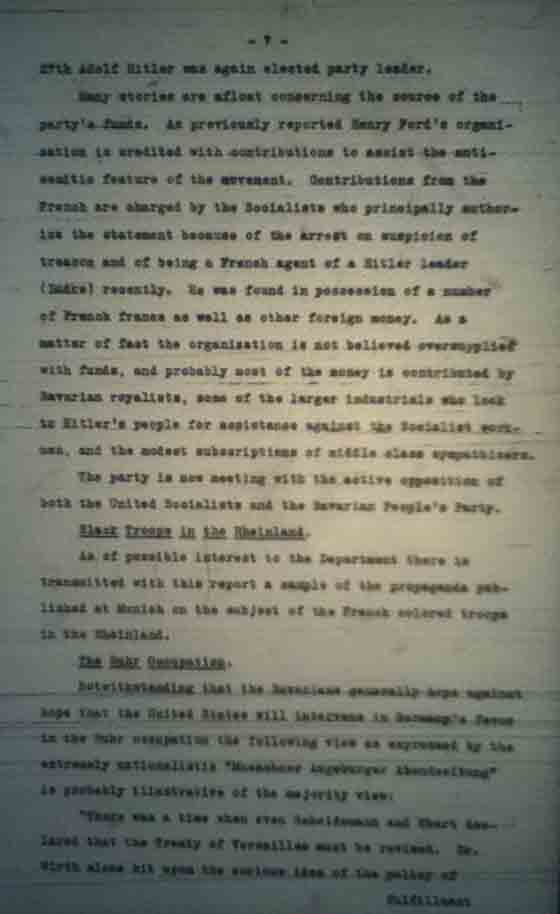 - 7 -
27th Adolf Hitler was again elected party leader.
Many stories are afloat concerning the source of the
party's funds. As previously reported Henry Ford's organi-
zation is credited with contributions to assist the anti-
semitic feature of the movement. Contributions from the
French are charged by the Socialists who principally author-
ize the statement because of the arrest on suspicion of
treason and of being a French agent of a Hitler leader
(Ludke) recently. He was found in possession of a number
of French francs as well as other foreign money. As a
matter of fact the organization is not believed oversupplied
with funds, and probably most of the money is contributed by
Bavarian royalists, some of the larger industrials who look
to Hitler's people for assistance against the Socialist work-
men, and the modest subscriptions of middle class sympathizers.
The party is now meeting with the active opposition of
both the United Socialists and the Bavarian People's Party.
Black Troops in the Rheinland.
As of possible interest to the Department there is
transmitted with this report a sample of the propaganda pub-
lished at Munich on the subject of the French colored troops
in the Rheinland.
The Ruhr Occupation.
Notwithstanding that the Bavarians generally hope against
hope that the United States will intervene in Germany's favor
in the Ruhr occupation the following view as expressed by the
extremely nationalistic "Muenchner Augsburger Abendzeitung"
is probably illustrative of the majority view:
"There was a time when even Scheidemann and Ebert dec-
lared that the Treaty of Versailles must be revised. Dr.
Wirth alone hit upon the curious idea of the policy of
fulfillment